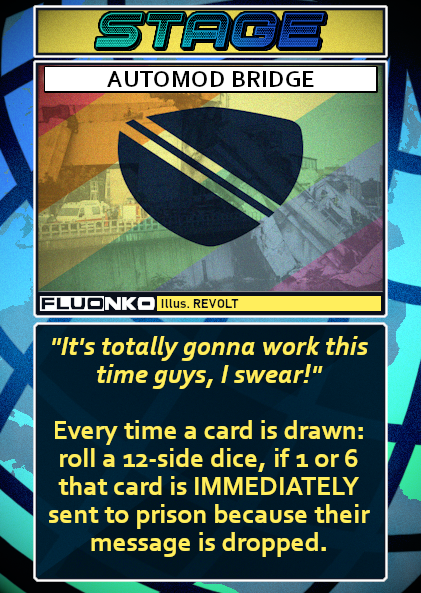 STAGE
AUTOMOD BRIDGE
FLUONKO Illus. REVOLT
"It's totally gonna work this
time guys, I swear!"
Every time a card is drawn:
roll a 12-side dice, if 1 or 6
that card is IMMEDIATELY
sent to prison because their
message is dropped.